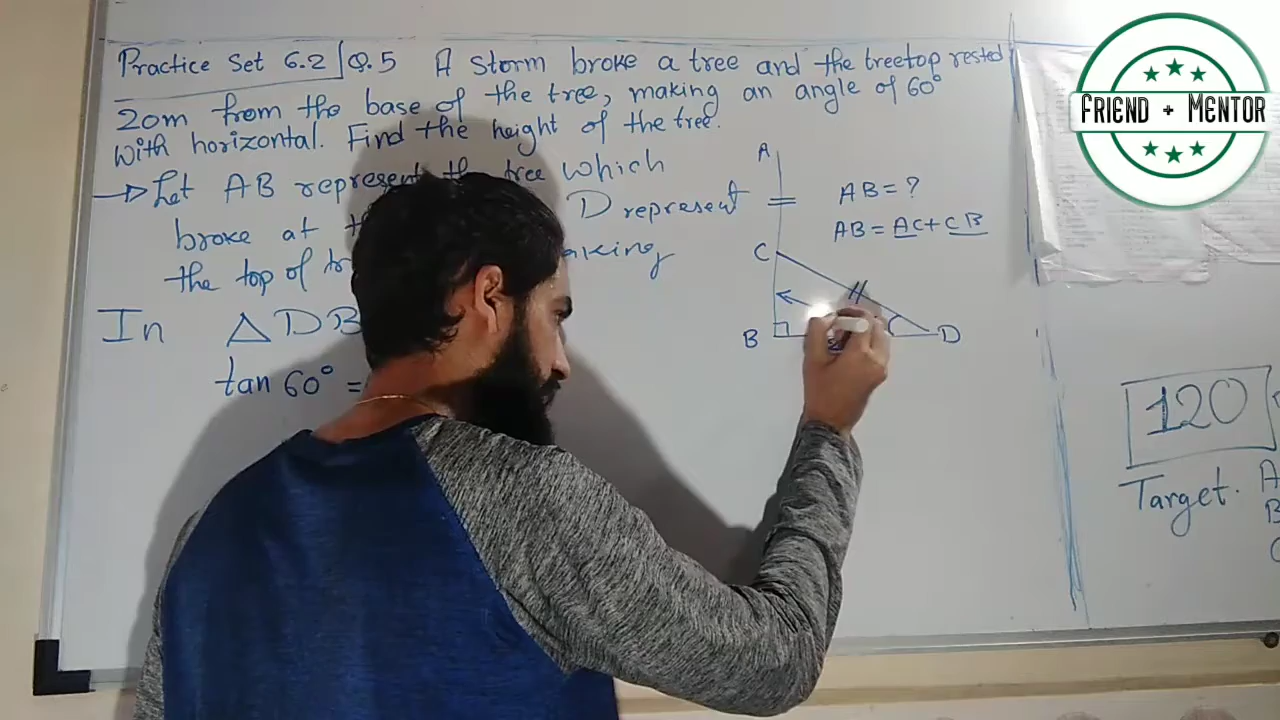 Practice Set 6.2 | Q.5 A storm broke a tree and the treetop rested
20m from the base of the tree, making an angle of 60°
with horizontal. Find the height of the tree.
→ Let AB represent the tree which
broke at D represent
the top of making
In △DB
tan 60° =
A
AB = ?
AB = AC + CB
C
B
D
120
Target.
A
B
C
FRIEND + MENTOR